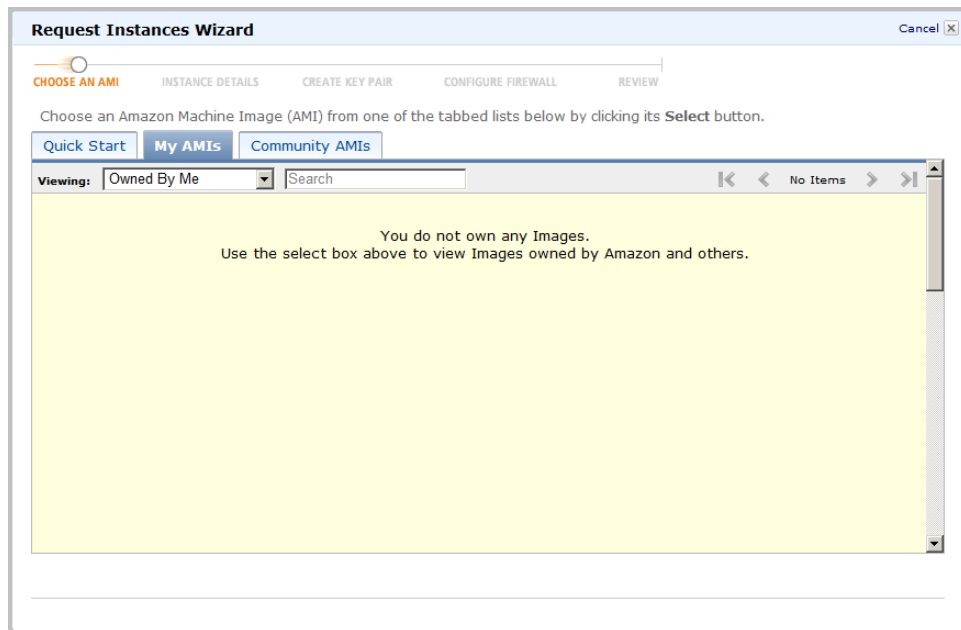 Request Instances Wizard
Cancel
CHOOSE AN AMI INSTANCE DETAILS CREATE KEY PAIR CONFIGURE FIREWALL REVIEW
Choose an Amazon Machine Image (AMI) from one of the tabbed lists below by clicking its Select button.
Quick Start My AMIs Community AMIs
Viewing: Owned By Me Search No Items
You do not own any Images.
Use the select box above to view Images owned by Amazon and others.